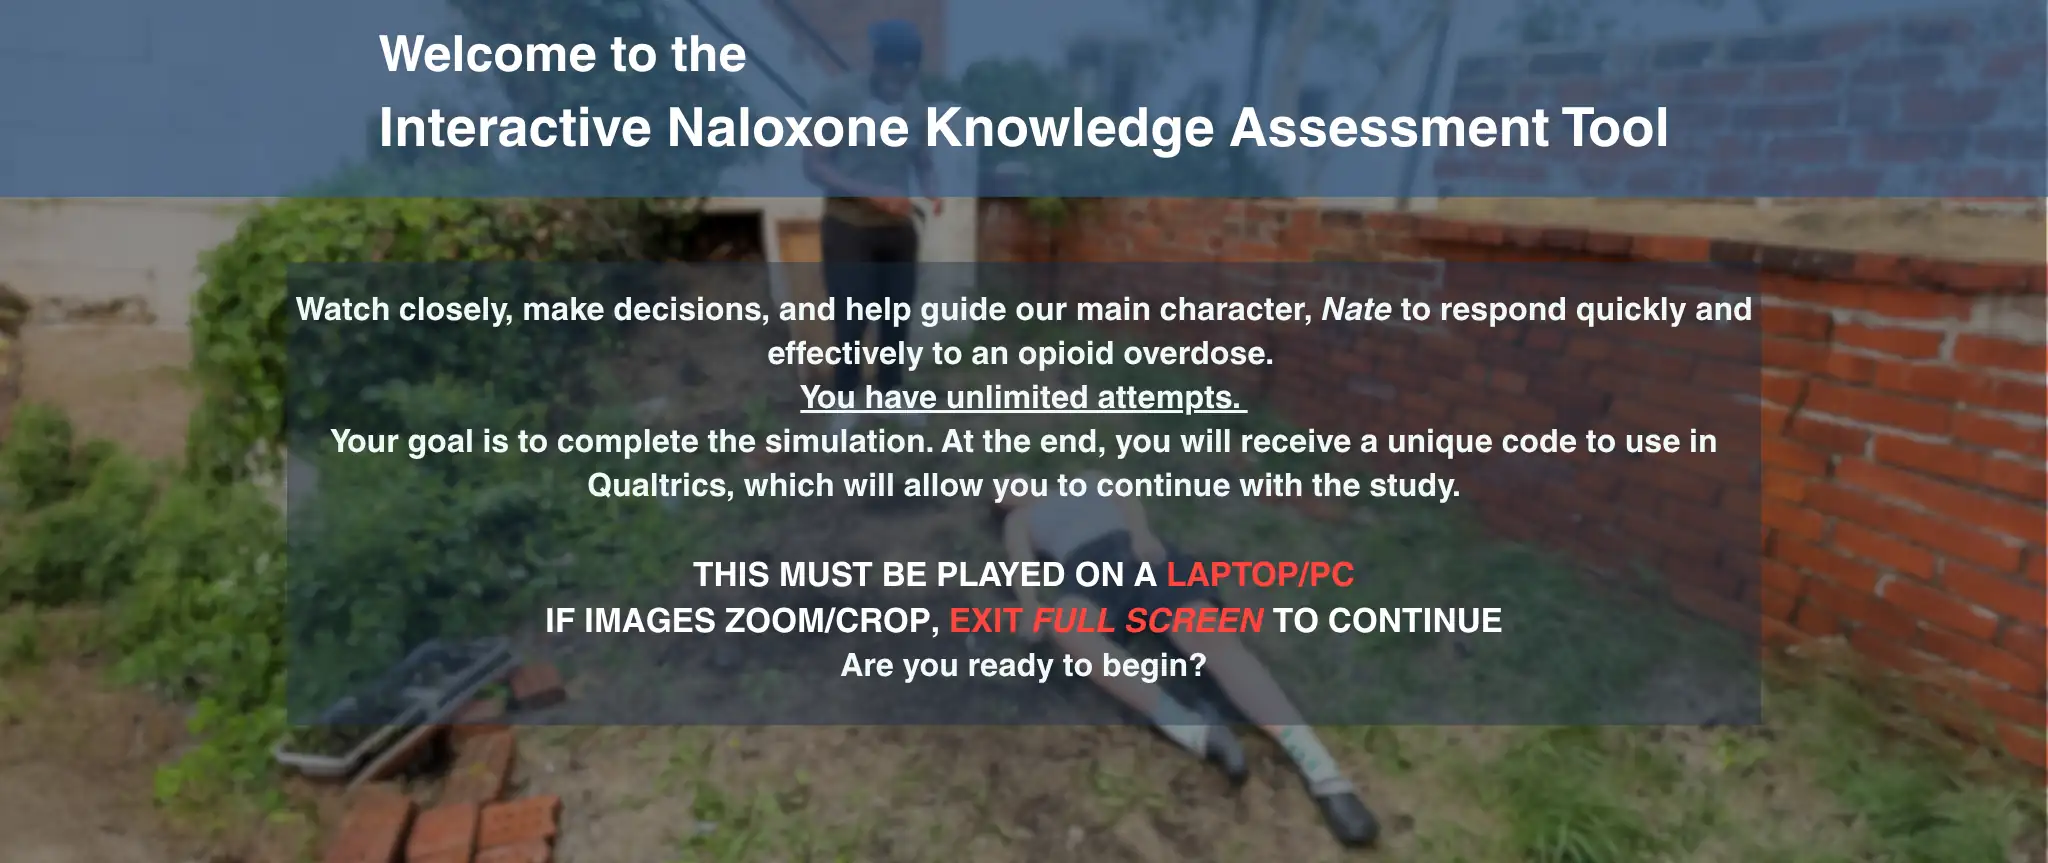 Welcome to the
Interactive Naloxone Knowledge Assessment Tool
Watch closely, make decisions, and help guide our main character, Nate to respond quickly and
effectively to an opioid overdose.
You have unlimited attempts.
Your goal is to complete the simulation. At the end, you will receive a unique code to use in
Qualtrics, which will allow you to continue with the study.
THIS MUST BE PLAYED ON A LAPTOP/PC
IF IMAGES ZOOM/CROP, EXIT FULL SCREEN TO CONTINUE
Are you ready to begin?